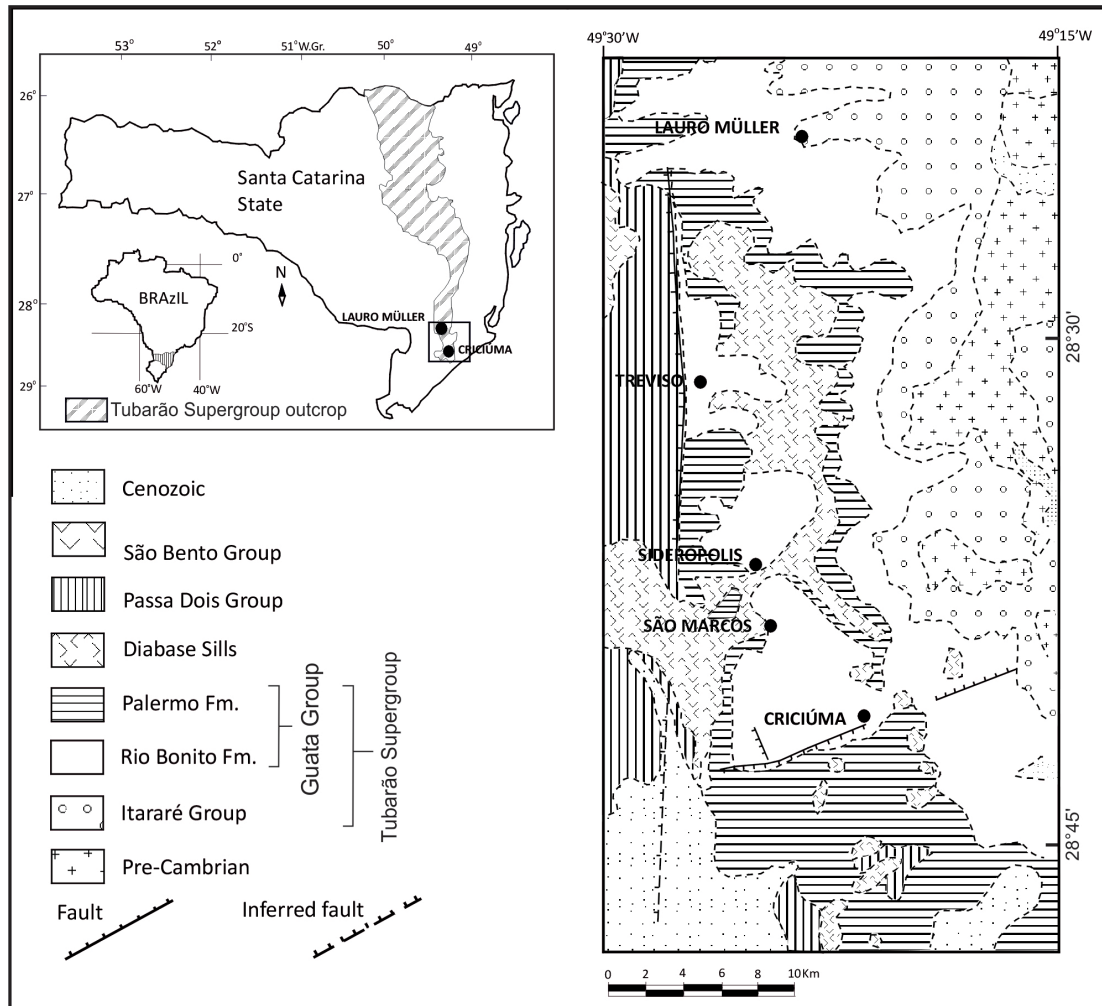 53° 52° 51°W.Gr. 50° 49°
26°
27°
28°
29°
Santa Catarina
State
N
BRAzIL
0°
20°S
60°W 40°W
LAURO MÜLLER
CRICIÚMA
Tubarão Supergroup outcrop
Cenozoic
São Bento Group
Passa Dois Group
Diabase Sills
Palermo Fm.
Rio Bonito Fm.
Itararé Group
Pre-Cambrian
Guata Group
Tubarão Supergroup
Fault
Inferred fault
49°30'W 49°15'W
LAURO MÜLLER
TREVISO
SIDERÓPOLIS
SÃO MARCOS
CRICIÚMA
28°30'
28°45'
0 2 4 6 8 10Km